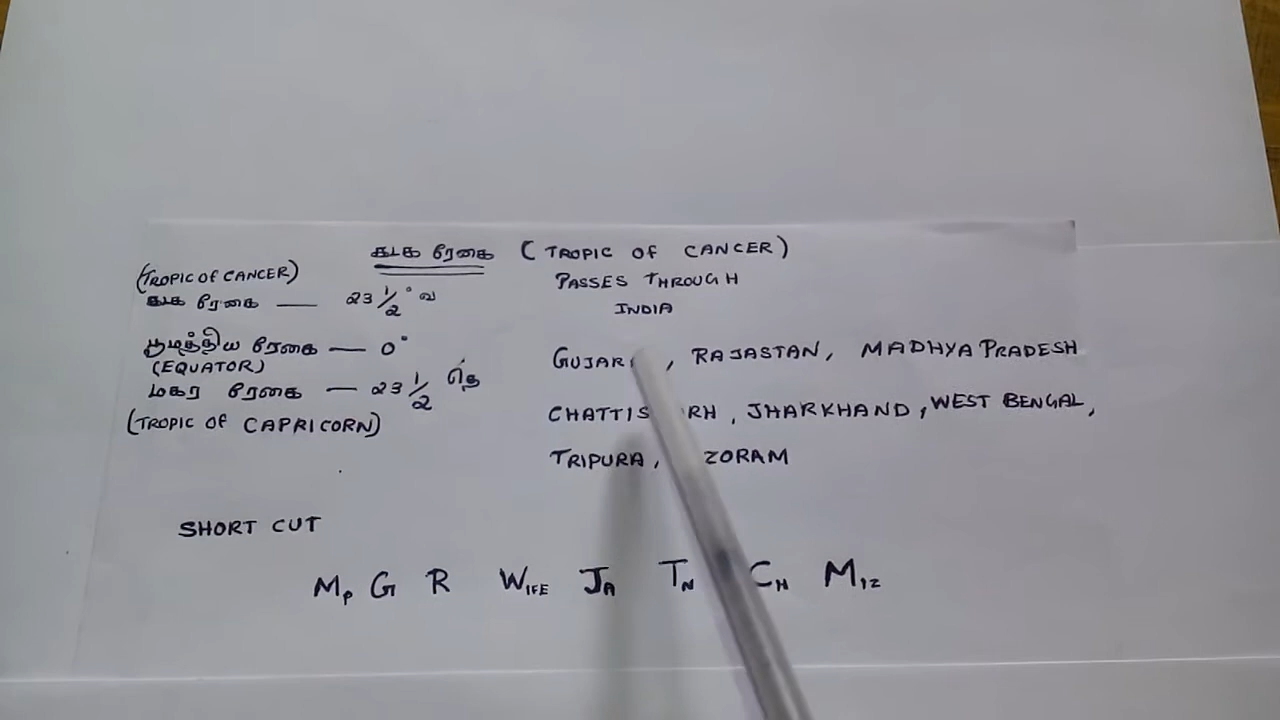 கடக ரேகை (TROPIC OF CANCER)
PASSES THROUGH
INDIA
(TROPIC OF CANCER)
கடக ரேகை — 23 1/2° வ
பூமத்திய ரேகை — 0°
(EQUATOR)
மகர ரேகை — 23 1/2 தெ
(TROPIC OF CAPRICORN)
, RAJASTAN, MADHYA PRADESH
, JHARKHAND, WEST BENGAL,
TRIPURA,
SHORT CUT
MP G R WIFE JA TN CH MIZ